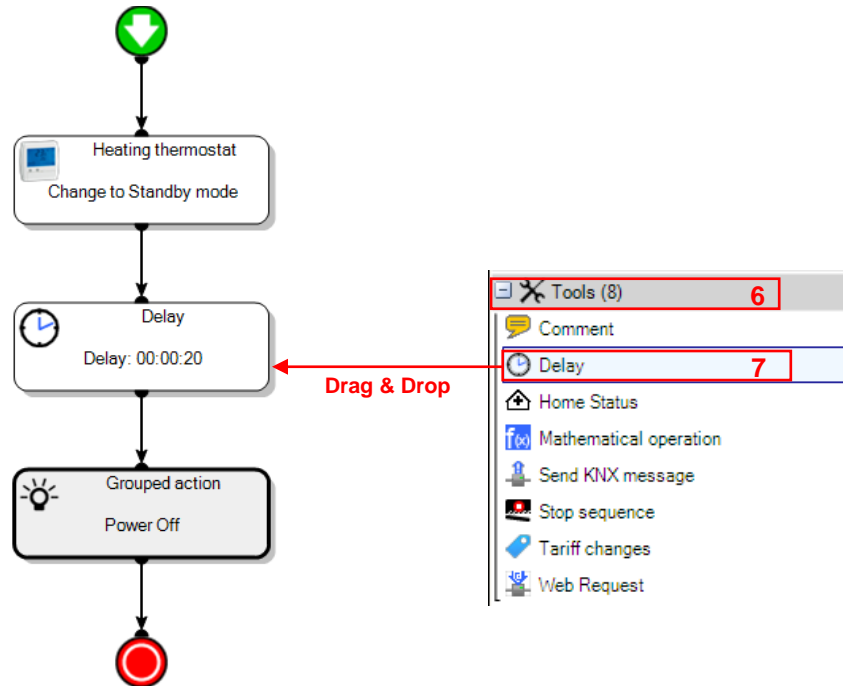 Heating thermostat
Change to Standby mode
Delay
Delay: 00:00:20
Grouped action
Power Off
Drag & Drop
Tools (8)
6
Comment
Delay
7
Home Status
f(x) Mathematical operation
Send KNX message
Stop sequence
Tariff changes
Web Request